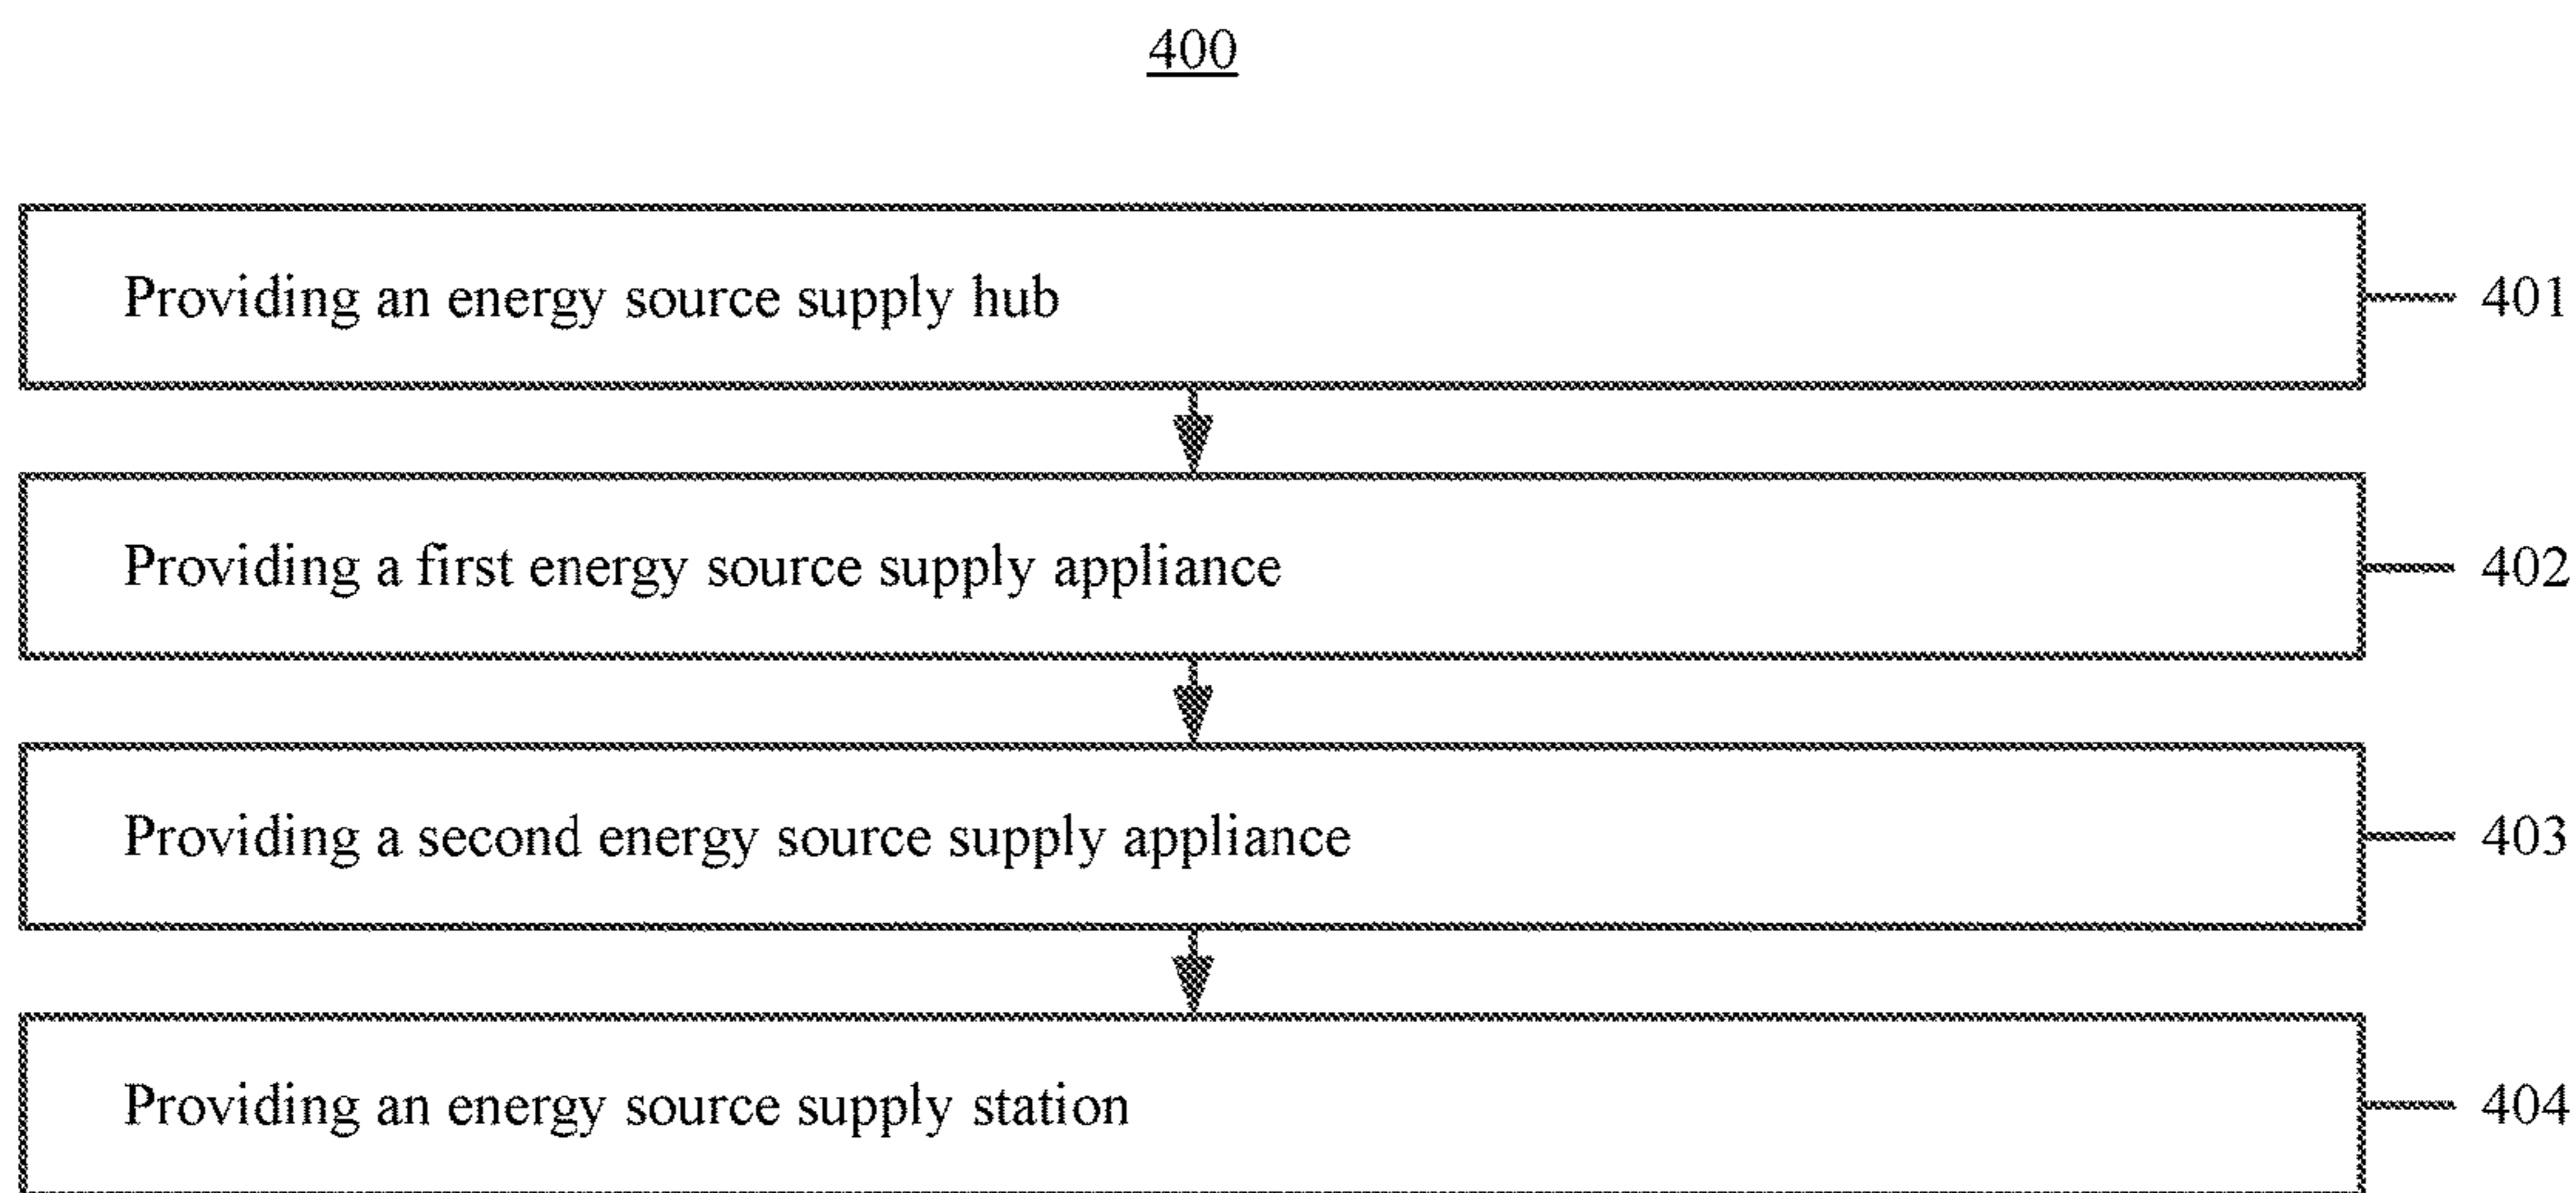 400
Providing an energy source supply hub
401
Providing a first energy source supply appliance
402
Providing a second energy source supply appliance
403
Providing an energy source supply station
404